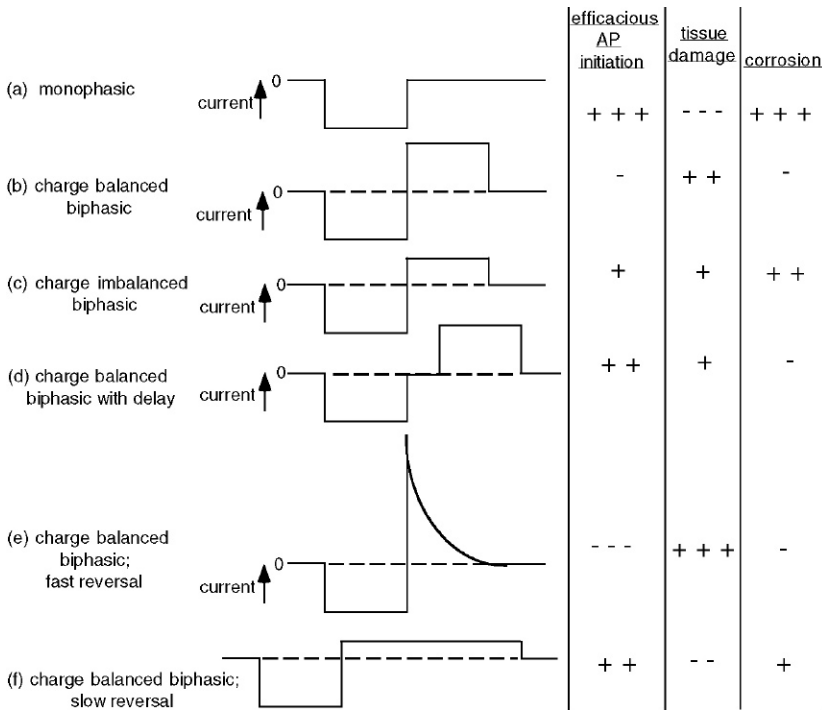 efficacious
AP
initiation
tissue
damage
corrosion
(a) monophasic
0
current
+ + + - - - + + +
(b) charge balanced
biphasic
0
current
- + + -
(c) charge imbalanced
biphasic
0
current
+ + + +
(d) charge balanced
biphasic with delay
0
current
+ + + -
(e) charge balanced
biphasic;
fast reversal
0
current
- - - + + + -
(f) charge balanced biphasic;
slow reversal
+ + - - +